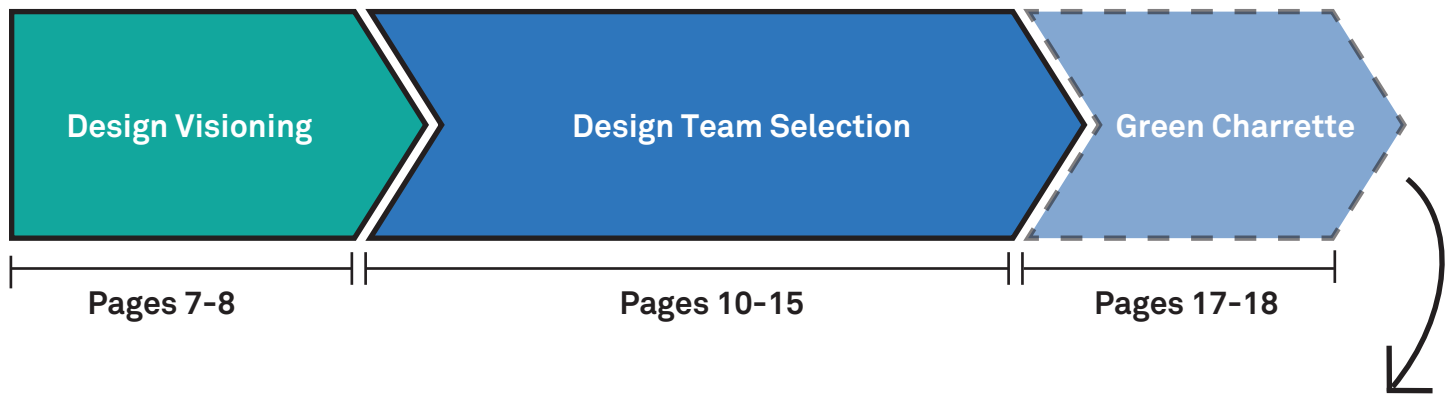 Design Visioning
Design Team Selection
Green Charrette
Pages 7-8
Pages 10-15
Pages 17-18